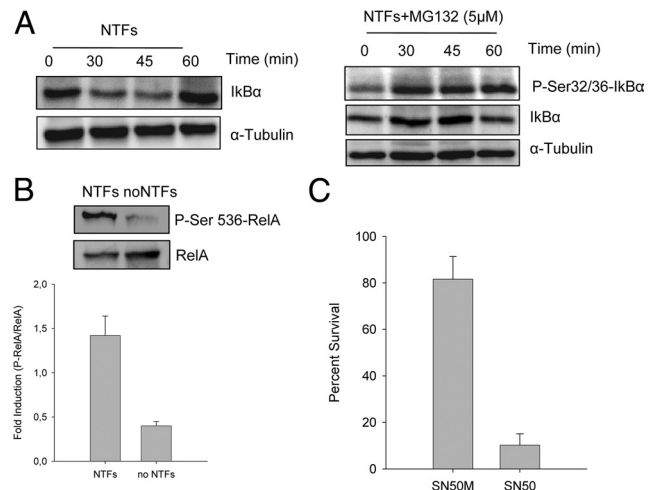 A
NTFs
0 30 45 60 Time (min)
IkBα
α-Tubulin
NTFs+MG132 (5µM)
0 30 45 60 Time (min)
P-Ser32/36-IkBα
IkBα
α-Tubulin
B
NTFs noNTFs
P-Ser 536-RelA
RelA
Fold Induction (P-RelA/RelA)
2,0
1,5
1,0
0,5
0,0
NTFs no NTFs
C
Percent Survival
100
80
60
40
20
0
SN50M SN50